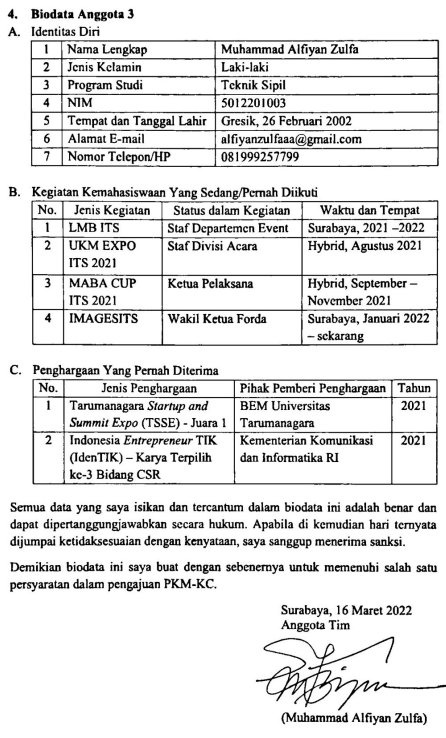 4. Biodata Anggota 3
A. Identitas Diri
1 Nama Lengkap Muhammad Alfiyan Zulfa
2 Jenis Kelamin Laki-laki
3 Program Studi Teknik Sipil
4 NIM 5012201003
5 Tempat dan Tanggal Lahir Gresik, 26 Februari 2002
6 Alamat E-mail alfiyanzulfaaa@gmail.com
7 Nomor Telepon/HP 081999257799
B. Kegiatan Kemahasiswaan Yang Sedang/Pernah Diikuti
No. Jenis Kegiatan Status dalam Kegiatan Waktu dan Tempat
1 LMB ITS Staf Departemen Event Surabaya, 2021 –2022
2 UKM EXPO Staf Divisi Acara Hybrid, Agustus 2021
ITS 2021
3 MABA CUP Ketua Pelaksana Hybrid, September –
ITS 2021 November 2021
4 IMAGESITS Wakil Ketua Forda Surabaya, Januari 2022
– sekarang
C. Penghargaan Yang Pernah Diterima
No. Jenis Penghargaan Pihak Pemberi Penghargaan Tahun
1 Tarumanagara Startup and BEM Universitas 2021
Summit Expo (TSSE) - Juara 1 Tarumanagara
2 Indonesia Entrepreneur TIK Kementerian Komunikasi 2021
(IdenTIK) – Karya Terpilih dan Informatika RI
ke-3 Bidang CSR
Semua data yang saya isikan dan tercantum dalam biodata ini adalah benar dan
dapat dipertanggungjawabkan secara hukum. Apabila di kemudian hari ternyata
dijumpai ketidaksesuaian dengan kenyataan, saya sanggup menerima sanksi.
Demikian biodata ini saya buat dengan sebenernya untuk memenuhi salah satu
persyaratan dalam pengajuan PKM-KC.
Surabaya, 16 Maret 2022
Anggota Tim
(Muhammad Alfiyan Zulfa)